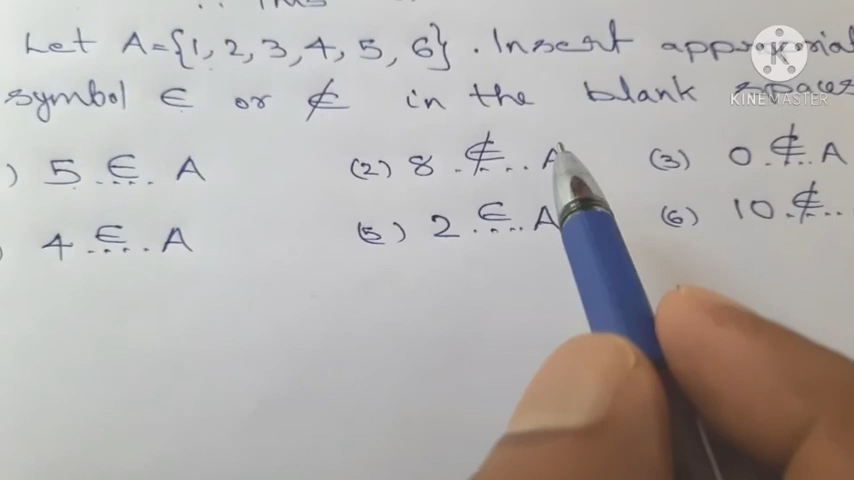 Let A={1, 2, 3, 4, 5, 6}. Insert
symbol ∈ or ∉ in the blank spaces
) 5 .∈... A (2) 8 .∉... A (3) 0 .∉.. A
) 4 .∈... A (5) 2 .∈... A (6) 10 .∉...
K
KINEMASTER